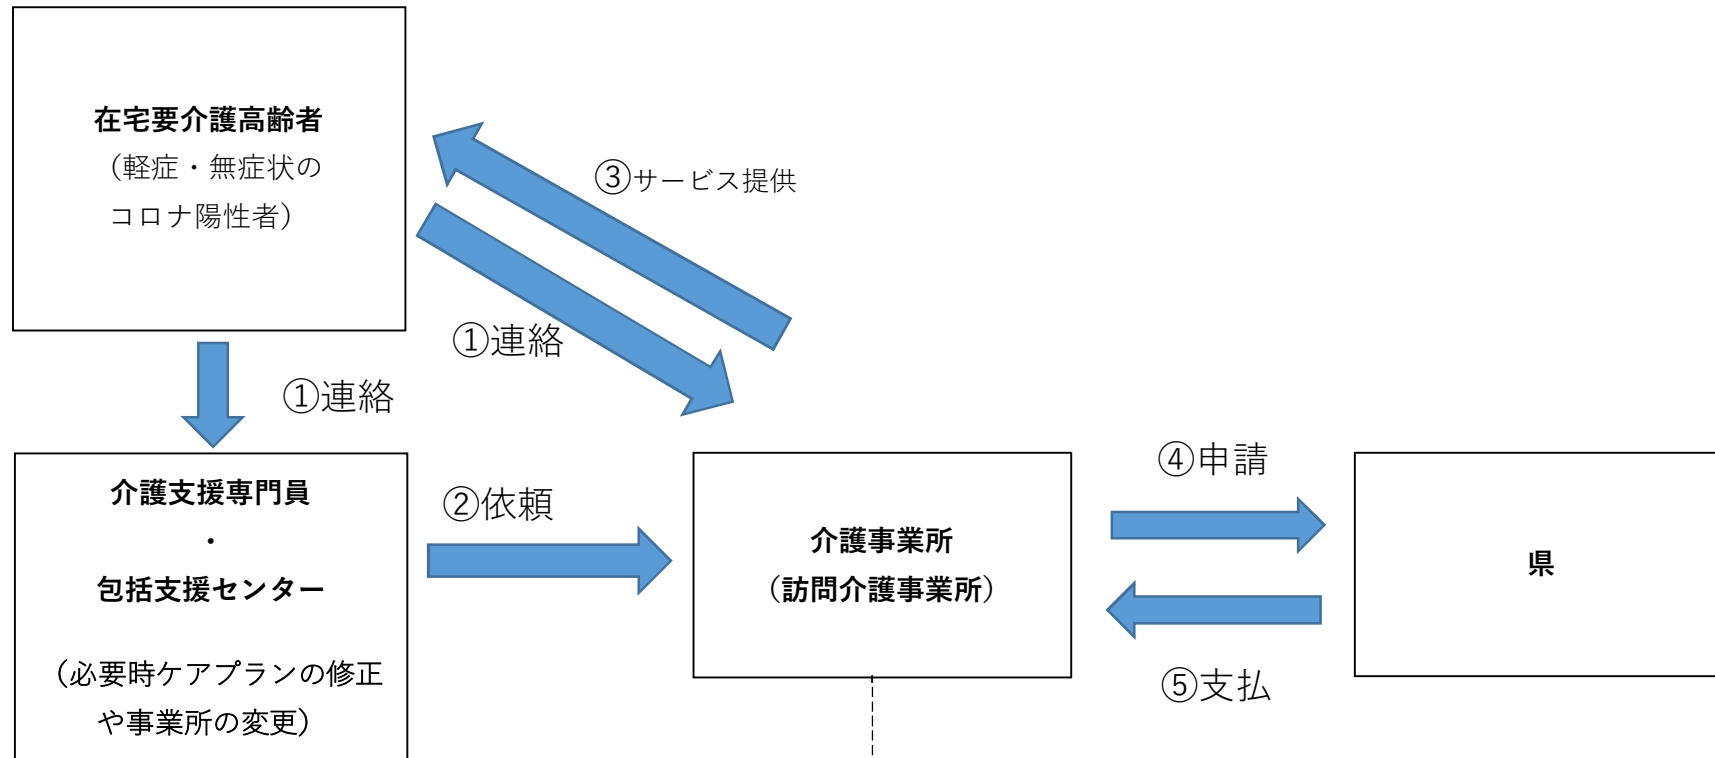 在宅要介護高齢者
（軽症・無症状の
コロナ陽性者）
③サービス提供
①連絡
①連絡
介護支援専門員
・
包括支援センター
（必要時ケアプランの修正
や事業所の変更）
②依頼
介護事業所
（訪問介護事業所）
④申請
⑤支払
県